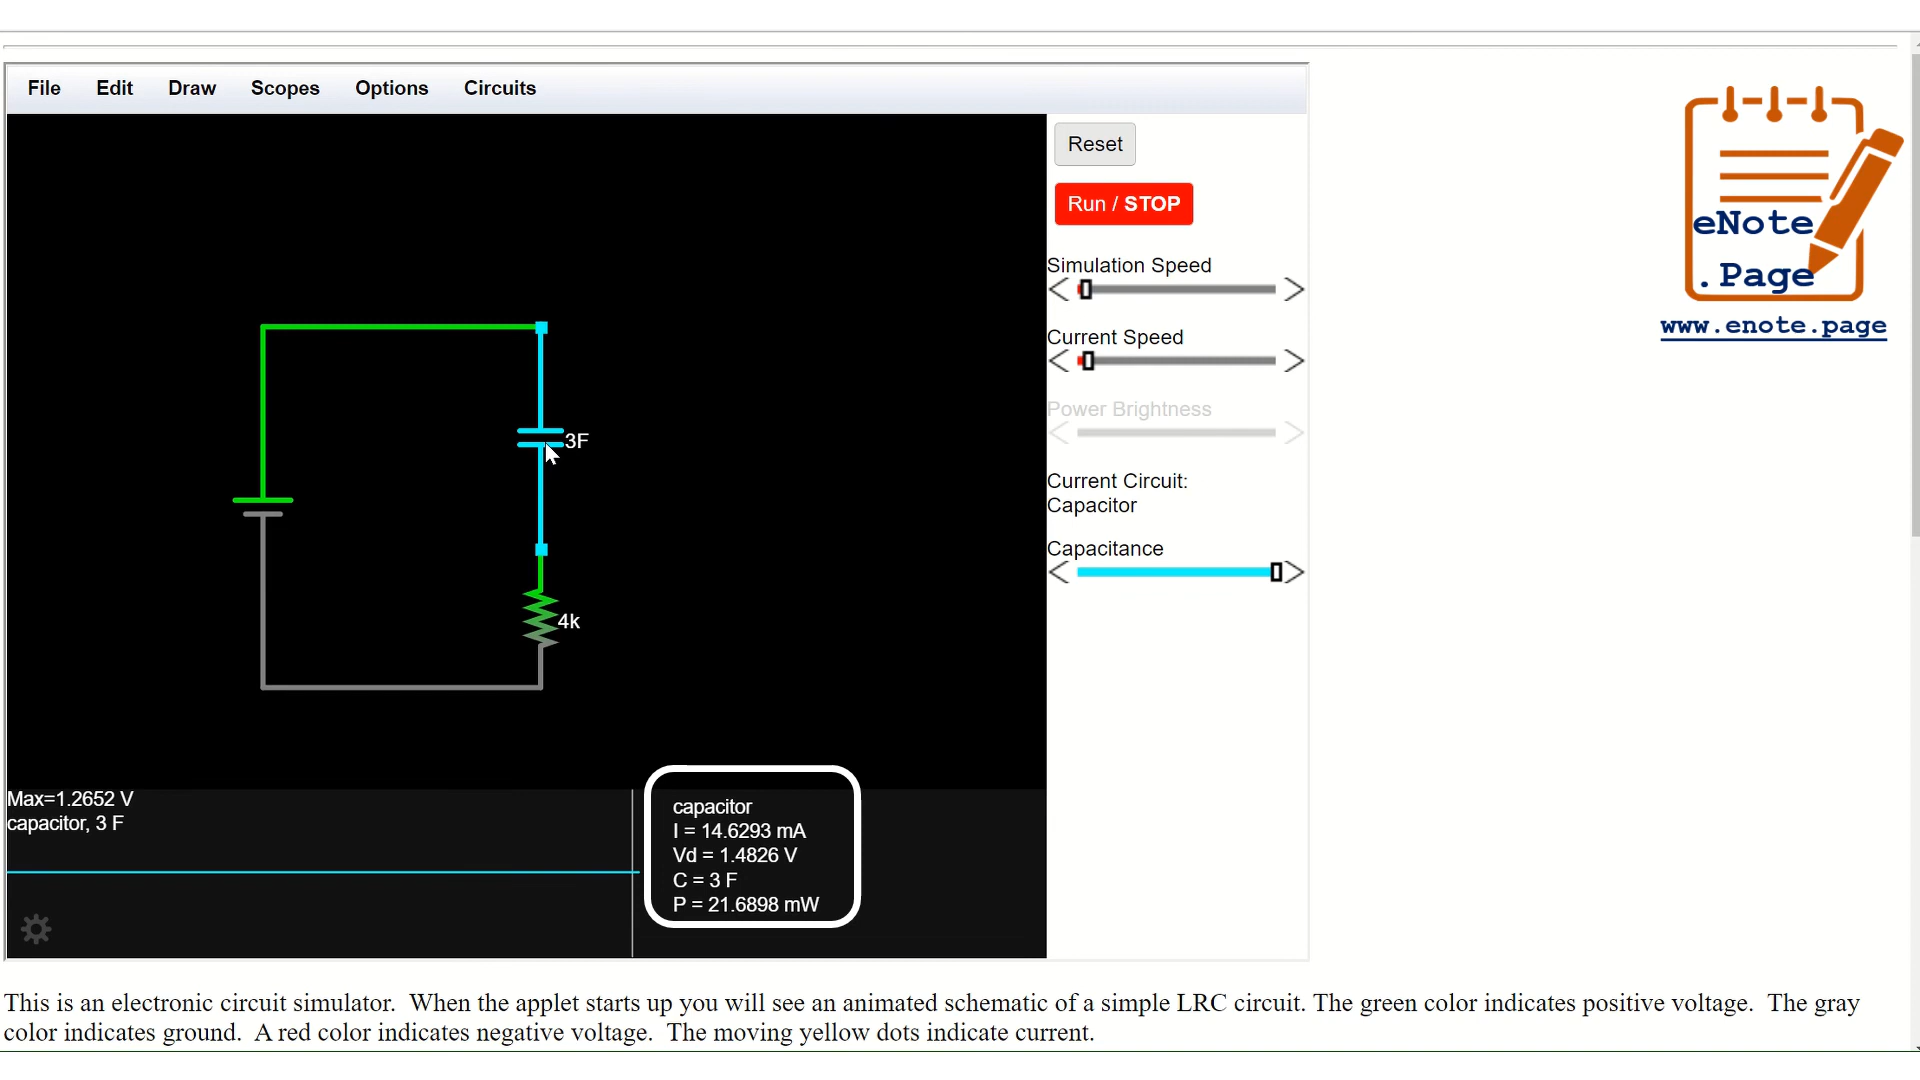 File Edit Draw Scopes Options Circuits
Reset
Run / STOP
Simulation Speed
Current Speed
Power Brightness
Current Circuit:
Capacitor
Capacitance
eNote
.Page
www.enote.page
3F
4k
Max=1.2652 V
capacitor, 3 F
capacitor
I = 14.6293 mA
Vd = 1.4826 V
C = 3 F
P = 21.6898 mW
This is an electronic circuit simulator.  When the applet starts up you will see an animated schematic of a simple LRC circuit. The green color indicates positive voltage.  The gray
color indicates ground.  A red color indicates negative voltage.  The moving yellow dots indicate current.